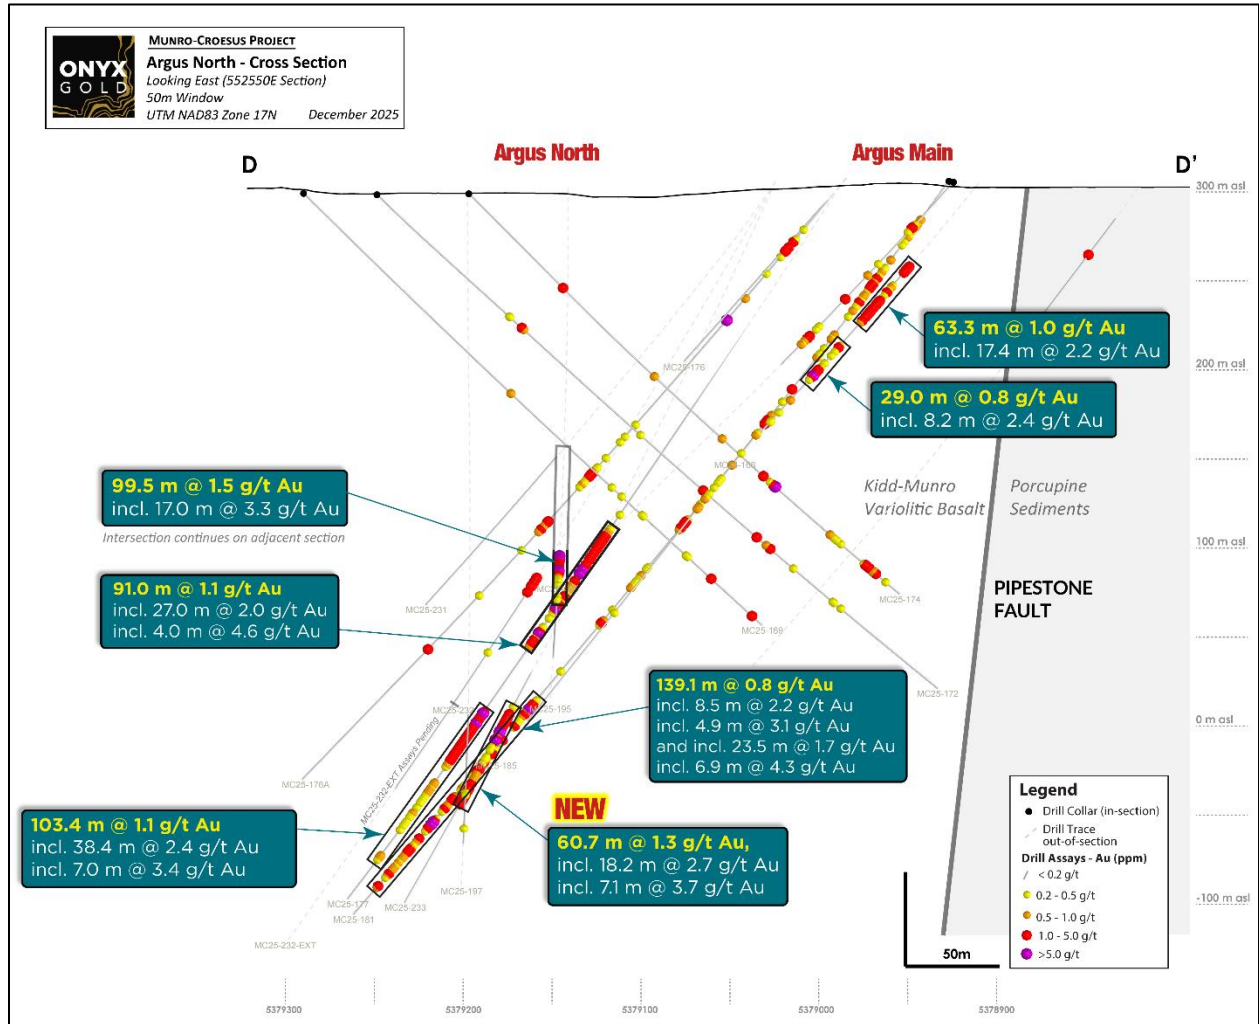 ONYX
GOLD
MUNRO-CROESUS PROJECT
Argus North - Cross Section
Looking East (552550E Section)
50m Window
UTM NAD83 Zone 17N December 2025
D
Argus North
Argus Main
D'
300 m asl
63.3 m @ 1.0 g/t Au
incl. 17.4 m @ 2.2 g/t Au
MC25-176
200 m asl
29.0 m @ 0.8 g/t Au
incl. 8.2 m @ 2.4 g/t Au
99.5 m @ 1.5 g/t Au
incl. 17.0 m @ 3.3 g/t Au
Intersection continues on adjacent section
Kidd-Munro
Variolitic Basalt
Porcupine
Sediments
100 m asl
91.0 m @ 1.1 g/t Au
incl. 27.0 m @ 2.0 g/t Au
incl. 4.0 m @ 4.6 g/t Au
MC25-231
MC25-174
MC25-169
PIPESTONE
FAULT
MC25-172
139.1 m @ 0.8 g/t Au
incl. 8.5 m @ 2.2 g/t Au
incl. 4.9 m @ 3.1 g/t Au
and incl. 23.5 m @ 1.7 g/t Au
incl. 6.9 m @ 4.3 g/t Au
0 m asl
MC25-232-EXT Assays Pending
MC25-176A
103.4 m @ 1.1 g/t Au
incl. 38.4 m @ 2.4 g/t Au
incl. 7.0 m @ 3.4 g/t Au
NEW
60.7 m @ 1.3 g/t Au,
incl. 18.2 m @ 2.7 g/t Au
incl. 7.1 m @ 3.7 g/t Au
MC25-197
MC25-177
MC25-233
MC25-181
MC25-232-EXT
-100 m asl
Legend
Drill Collar (in-section)
Drill Trace
out-of-section
Drill Assays - Au (ppm)
< 0.2 g/t
0.2 - 0.5 g/t
0.5 - 1.0 g/t
1.0 - 5.0 g/t
>5.0 g/t
50m
5379300
5379200
5379100
5379000
5378900